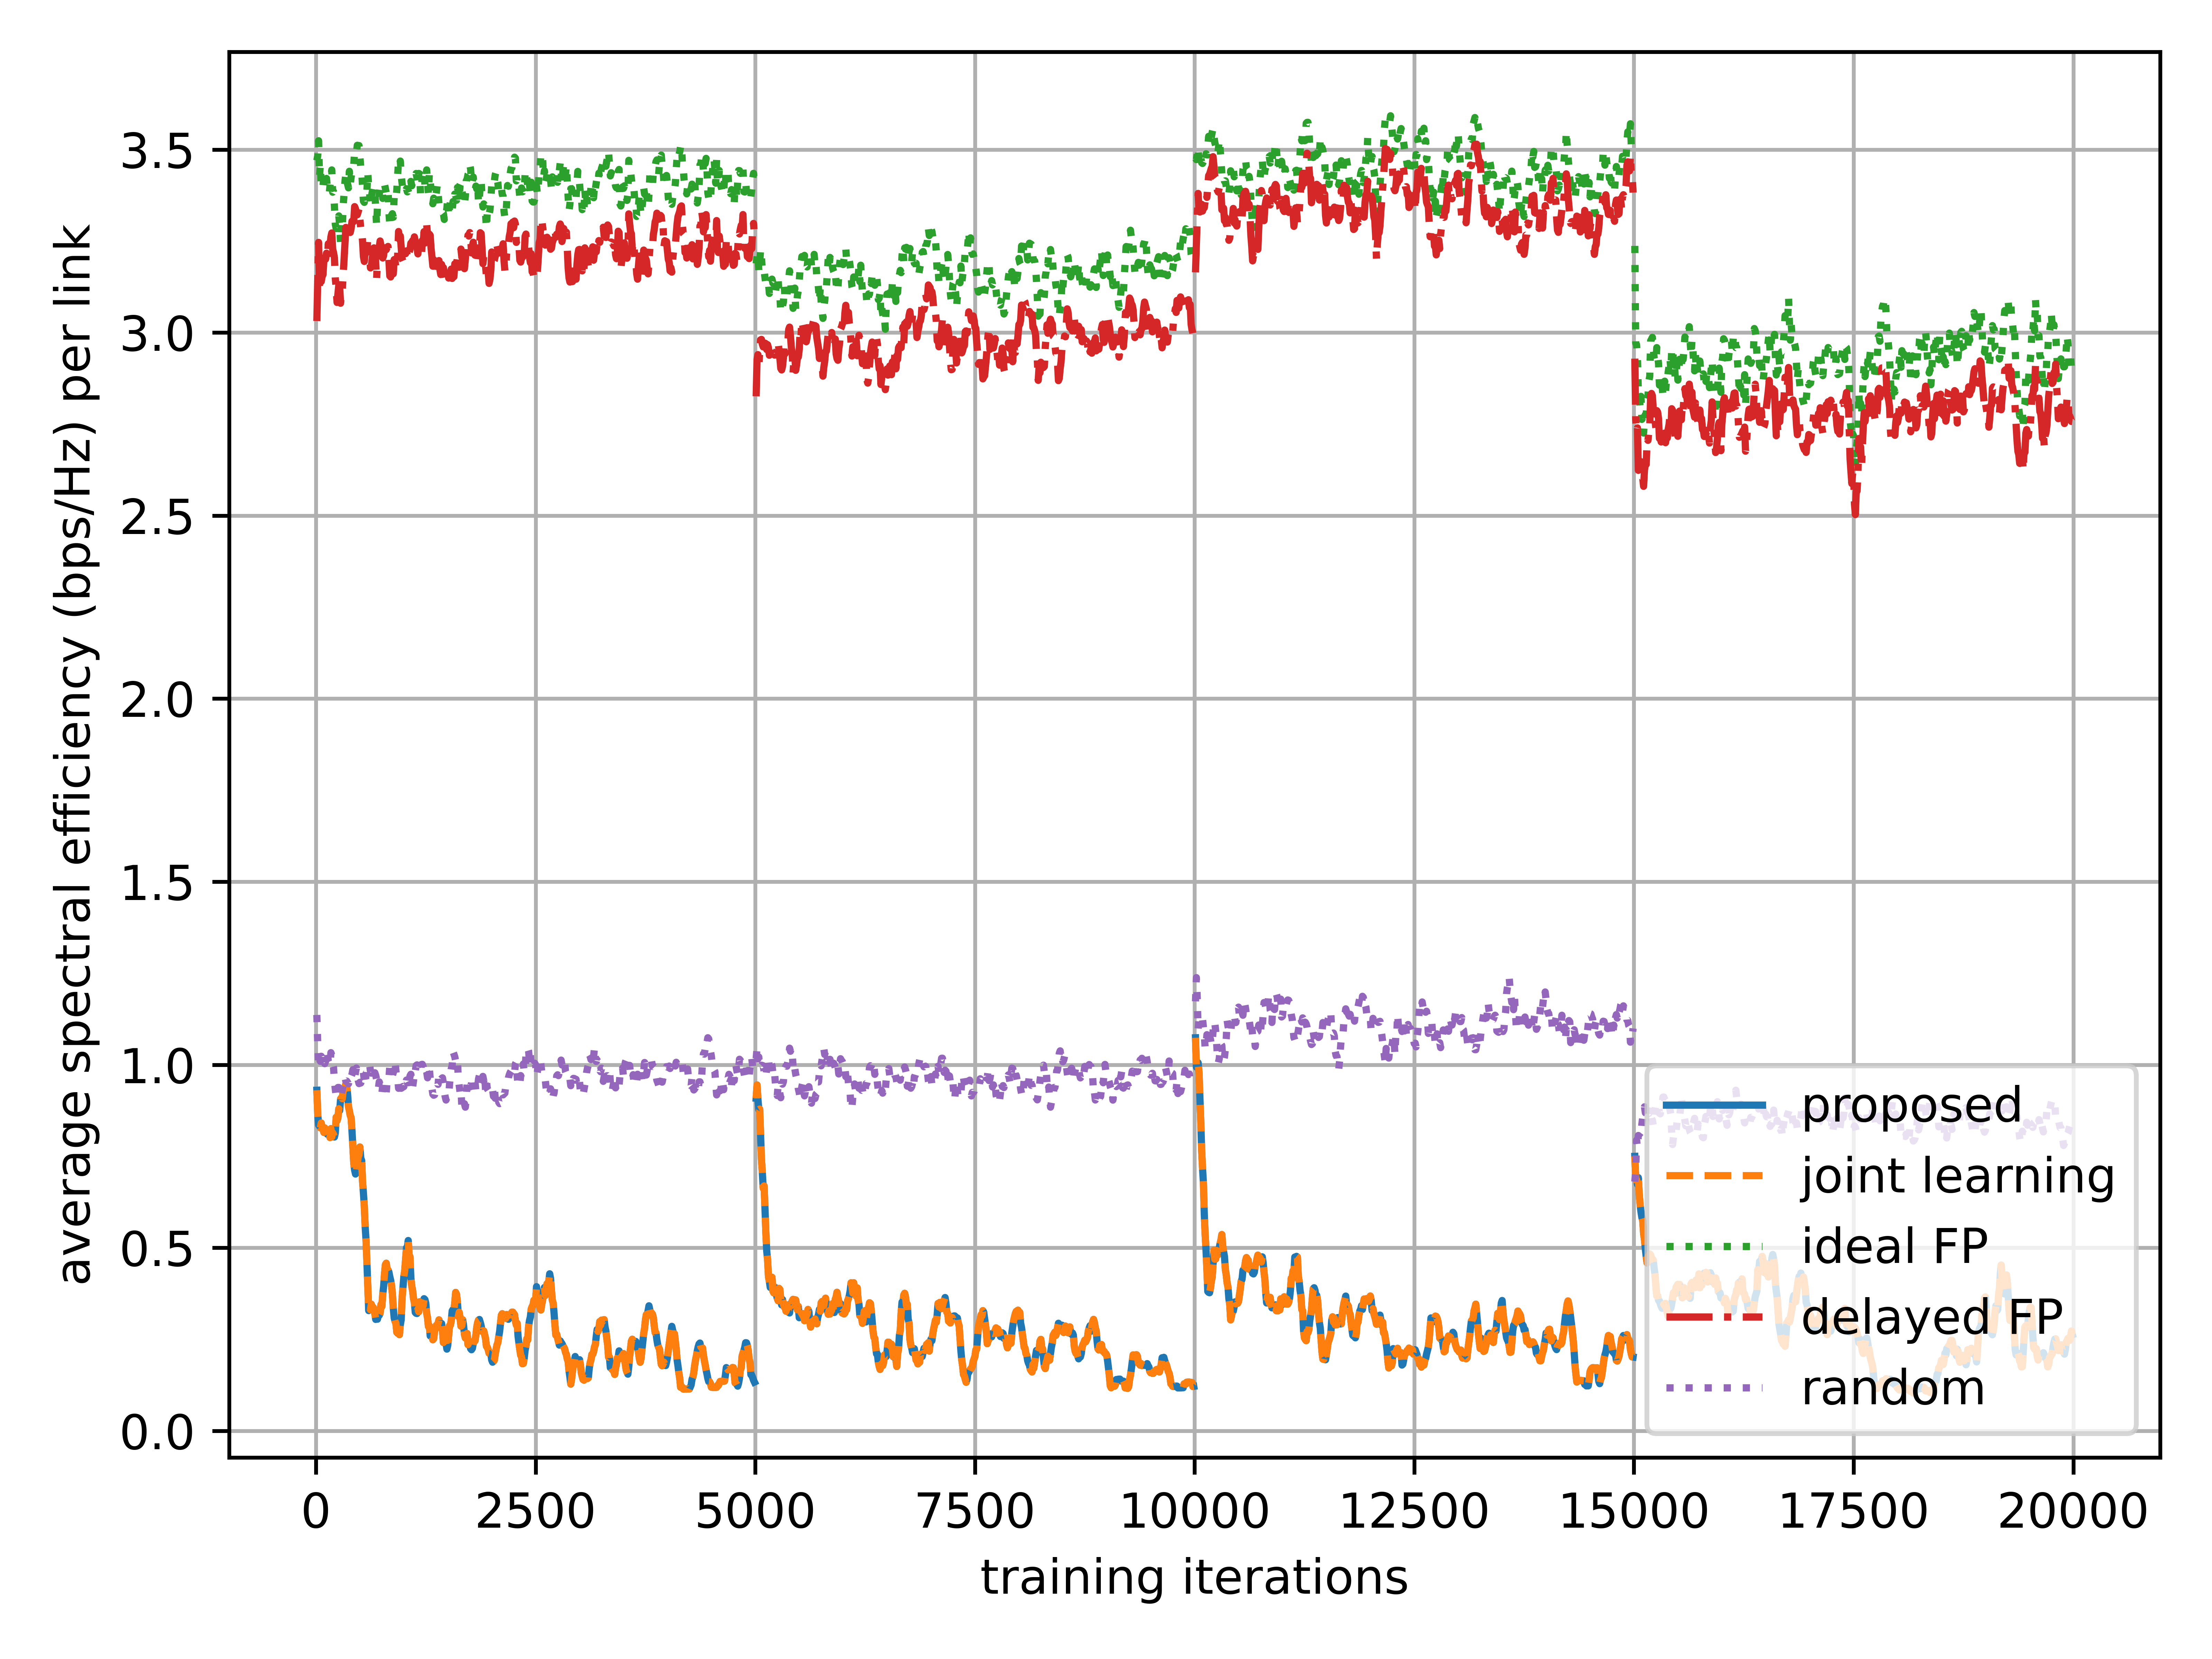 average spectral efficiency (bps/Hz) per link
3.5
3.0
2.5
2.0
1.5
1.0
0.5
0.0
proposed
joint learning
ideal FP
delayed FP
random
0 2500 5000 7500 10000 12500 15000 17500 20000
training iterations